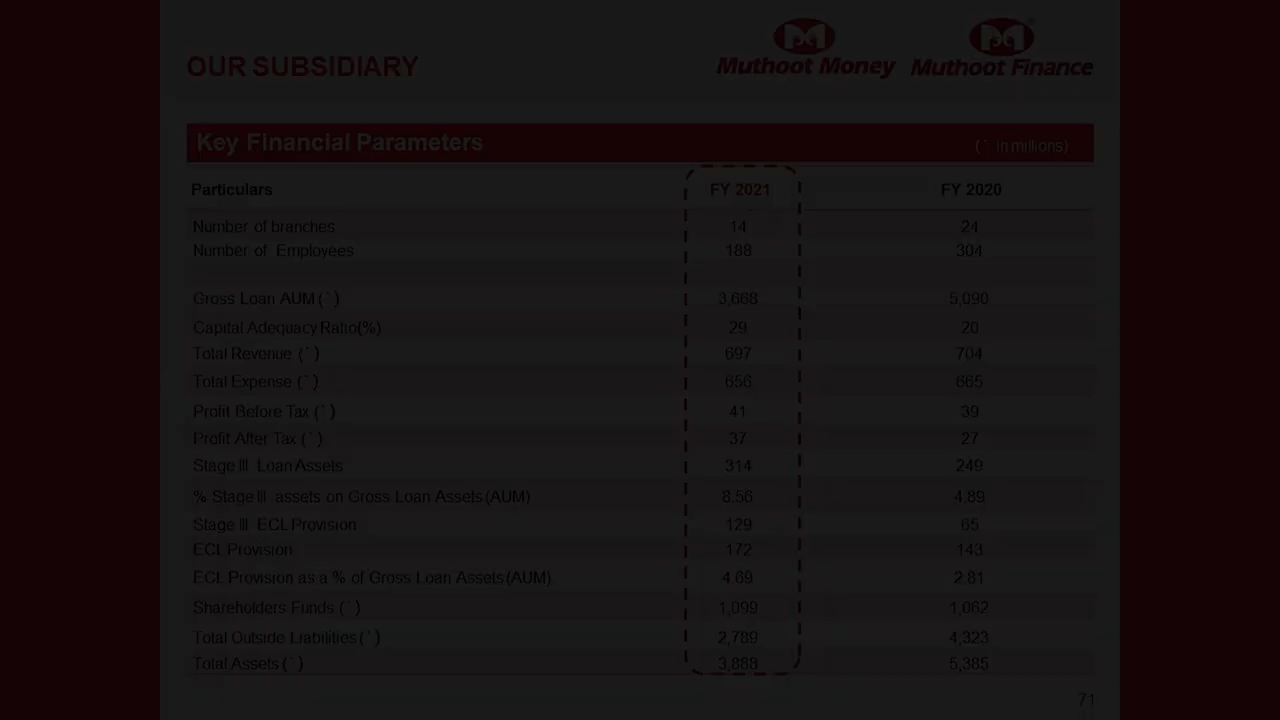 OUR SUBSIDIARY
Muthoot Money Muthoot Finance
Key Financial Parameters (` in millions)
Particulars FY 2021 FY 2020
Number of branches 14 24
Number of Employees 188 304
Gross Loan AUM (`) 3,668 5,090
Capital Adequacy Ratio(%) 29 20
Total Revenue (`) 697 704
Total Expense (`) 656 665
Profit Before Tax (`) 41 39
Profit After Tax (`) 37 27
Stage III Loan Assets 314 249
% Stage III assets on Gross Loan Assets (AUM) 8.56 4.89
Stage III ECL Provision 129 65
ECL Provision 172 143
ECL Provision as a % of Gross Loan Assets (AUM) 4.69 2.81
Shareholders Funds (`) 1,099 1,062
Total Outside Liabilities (`) 2,789 4,323
Total Assets (`) 3,888 5,385
71